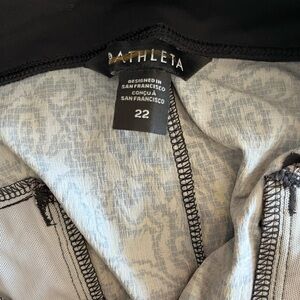 ATHLETA
DESIGNED IN
SAN FRANCISCO
CONÇU À
SAN FRANCISCO
22